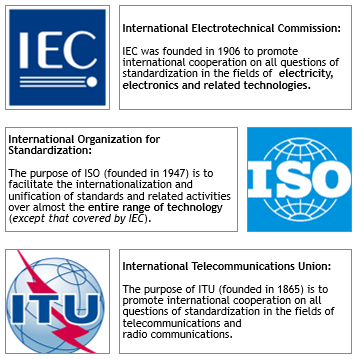 IEC
International Electrotechnical Commission:
IEC was founded in 1906 to promote
international cooperation on all questions of
standardization in the fields of electricity,
electronics and related technologies.
International Organization for
Standardization:
The purpose of ISO (founded in 1947) is to
facilitate the internationalization and
unification of standards and related activities
over almost the entire range of technology
(except that covered by IEC).
ISO
ITU
International Telecommunications Union:
The purpose of ITU (founded in 1865) is to
promote international cooperation on all
questions of standardization in the fields of
telecommunications and
radio communications.